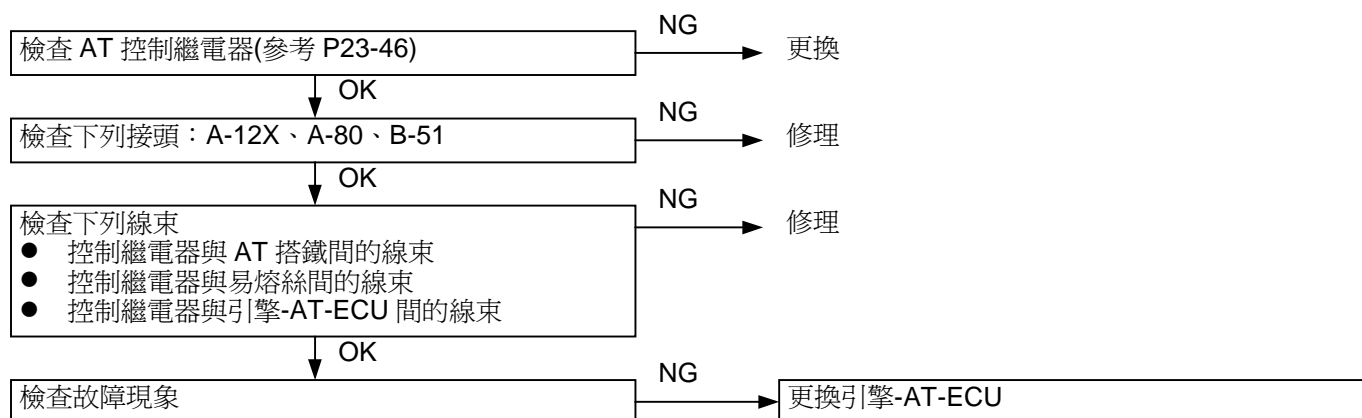 NG
檢查 AT 控制繼電器(參考 P23-46)
更換
OK
NG
檢查下列接頭：A-12X、A-80、B-51
修理
OK
NG
檢查下列線束
修理
● 控制繼電器與 AT 搭鐵間的線束
● 控制繼電器與易熔絲間的線束
● 控制繼電器與引擎-AT-ECU 間的線束
OK
NG
檢查故障現象
更換引擎-AT-ECU